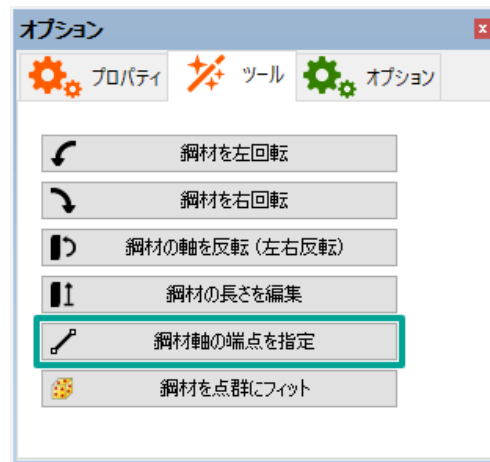 オプション
プロパティ ツール オプション
鋼材を左回転
鋼材を右回転
鋼材の軸を反転（左右反転）
鋼材の長さを編集
鋼材軸の端点を指定
鋼材を点群にフィット